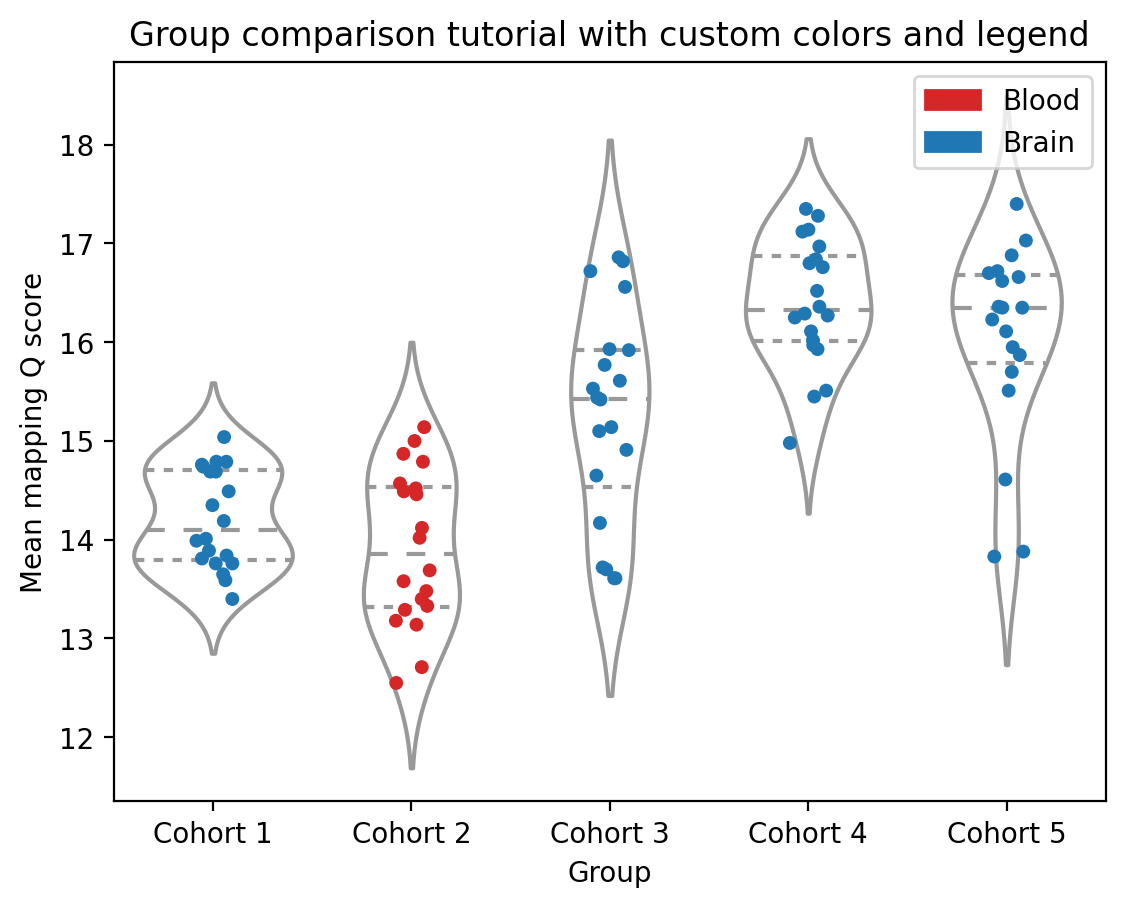 Group comparison tutorial with custom colors and legend
Blood
Brain
18
17
16
15
14
13
12
Mean mapping Q score
Cohort 1 Cohort 2 Cohort 3 Cohort 4 Cohort 5
Group